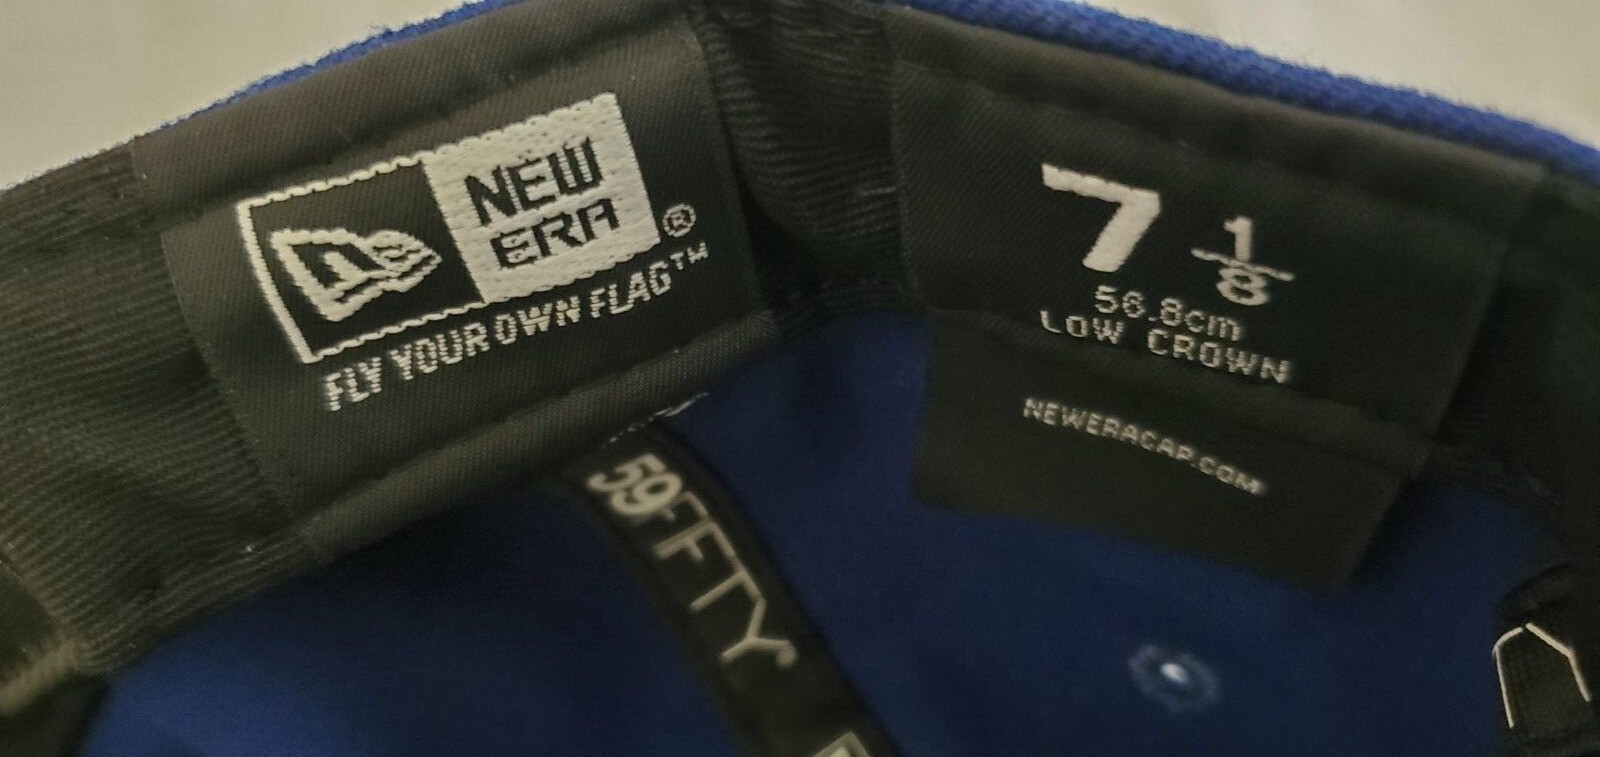 NEW
ERA ®
FLY YOUR OWN FLAG™
7 1/8
56.8cm
LOW CROWN
NEWERACAP.COM
59FIFTY